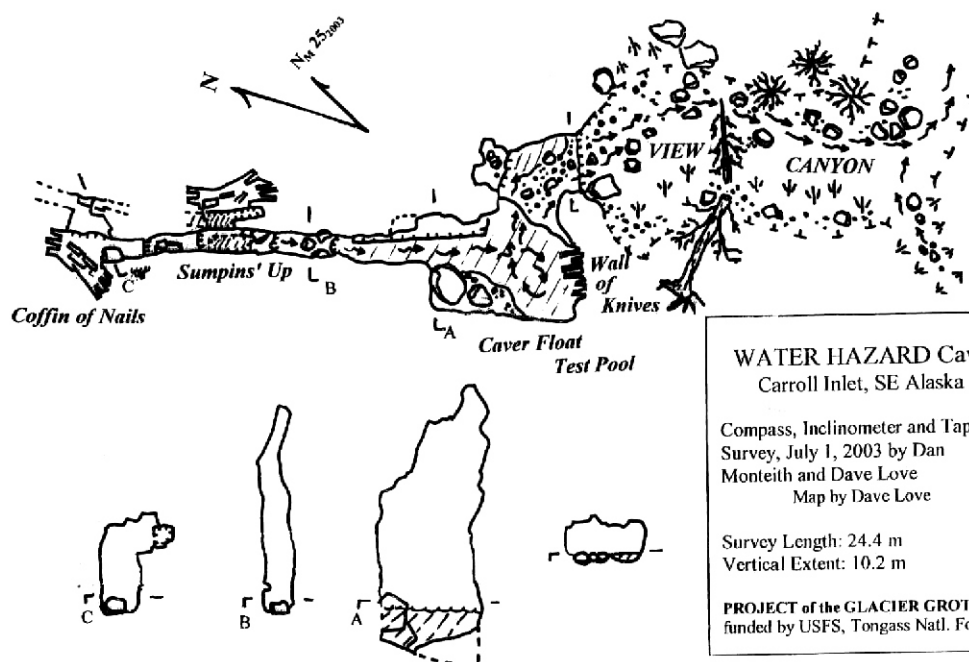 N
N M 25 2003
VIEW
CANYON
Sumpins' Up
C
B
Coffin of Nails
Wall
of
Knives
A
Caver Float
Test Pool
WATER HAZARD Cav
Carroll Inlet, SE Alaska
Compass, Inclinometer and Tap
Survey, July 1, 2003 by Dan
Monteith and Dave Love
Map by Dave Love
Survey Length: 24.4 m
Vertical Extent: 10.2 m
PROJECT of the GLACIER GROT
funded by USFS, Tongass Natl. Fo
C
B
A